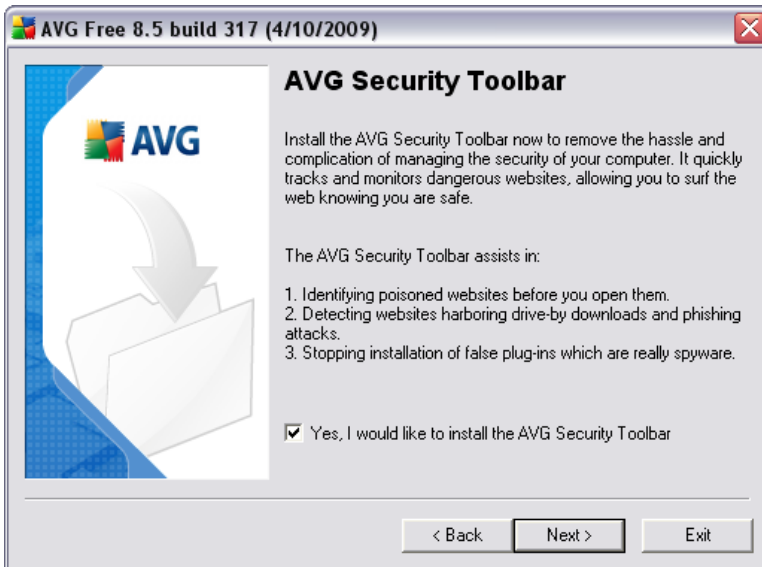 AVG Free 8.5 build 317 (4/10/2009)
AVG
AVG Security Toolbar
Install the AVG Security Toolbar now to remove the hassle and
complication of managing the security of your computer. It quickly
tracks and monitors dangerous websites, allowing you to surf the
web knowing you are safe.
The AVG Security Toolbar assists in:
1. Identifying poisoned websites before you open them.
2. Detecting websites harboring drive-by downloads and phishing
attacks.
3. Stopping installation of false plug-ins which are really spyware.
Yes, I would like to install the AVG Security Toolbar
< Back
Next >
Exit